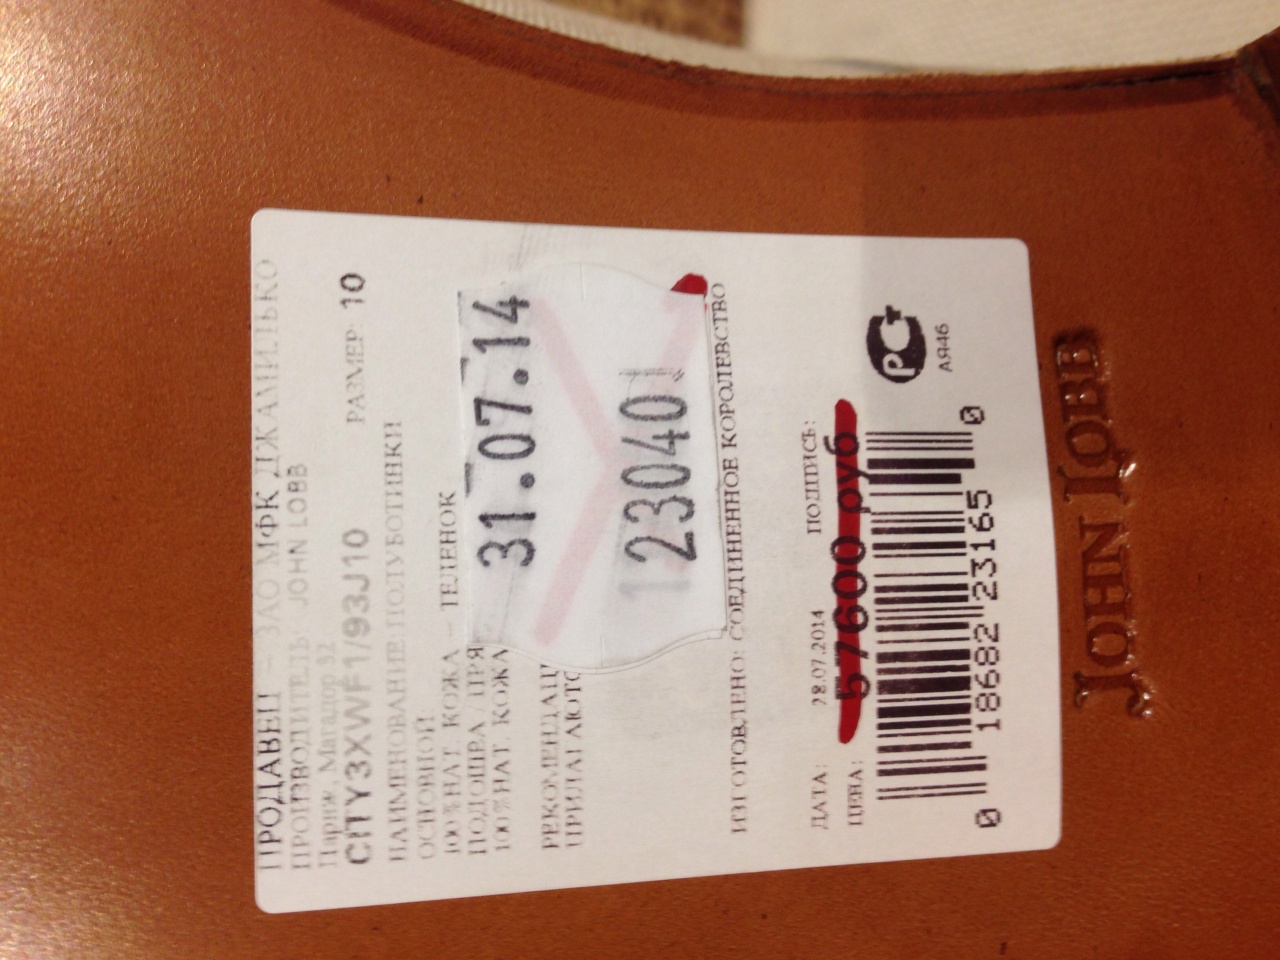 ПРОДАВЕЦ – ЗАО МФК ДЖАМИЛЬКО
ПРОИЗВОДИТЕЛЬ: JOHN LOBB
Париж, Магадор 32
CITY3XWF1/93J10 РАЗМЕР: 10
НАИМЕНОВАНИЕ:ПОЛУБОТИНКИ
ОСНОВНОЙ
100%НАТ. КОЖА – ТЕЛЕНОК
ПОДОШВА / ПРЯ
100%НАТ. КОЖА
РЕКОМЕНДАЦ
ПРИЛАГАЮТС
31.07.14
23040.
ИЗГОТОВЛЕНО: СОЕДИНЕННОЕ КОРОЛЕВСТВО
ДАТА: 28.07.2014 ПОДПИСЬ:
ЦЕНА: 57600 руб
РСТ
АЯ46
0 18682 23165 0
JOHN LOBB